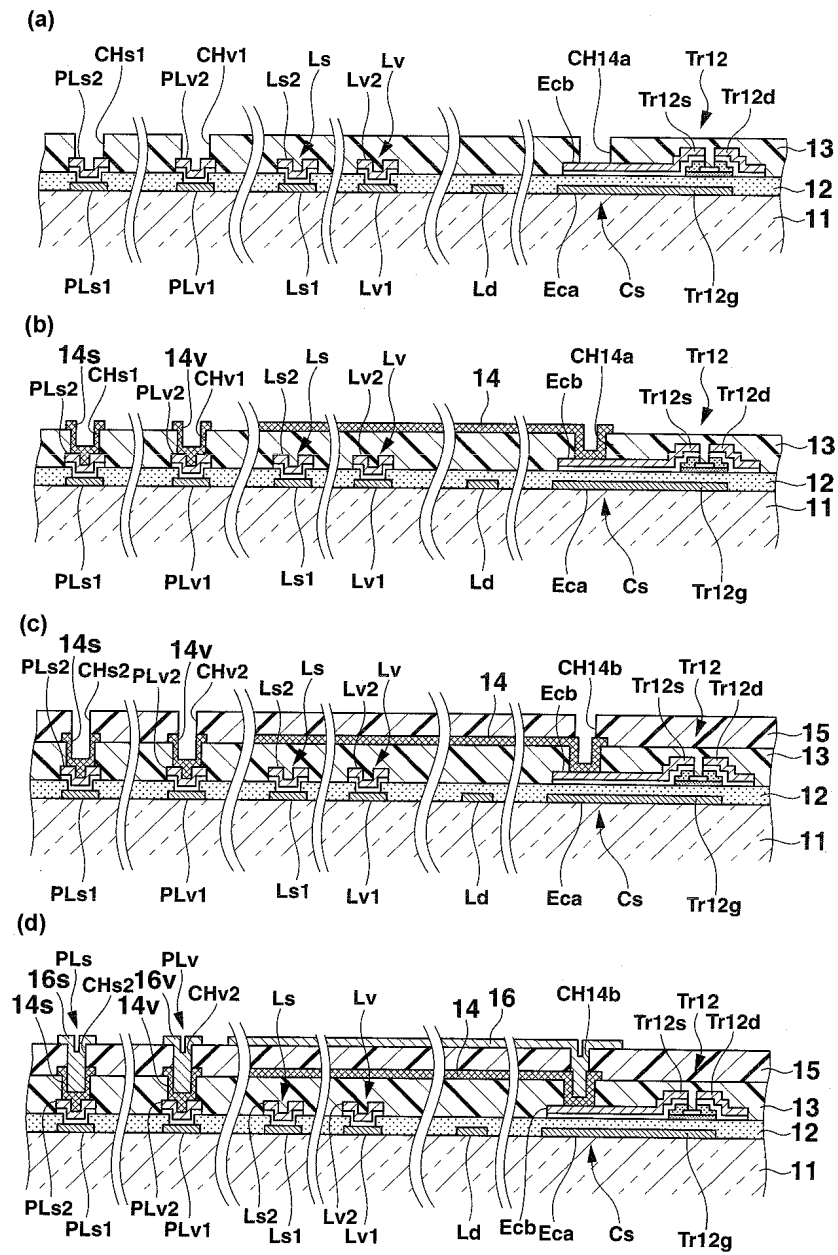 (a)
CHs1 CHv1 Ls Lv CH14a Tr12
PLs2 PLv2 Ls2 Lv2 Ecb Tr12s Tr12d
13
12
11
PLs1 PLv1 Ls1 Lv1 Ld Eca Cs Tr12g
(b)
14s 14v Ls Lv 14 CH14a Tr12
PLs2 CHs1 PLv2 CHv1 Ls2 Lv2 Ecb Tr12s Tr12d
13
12
11
PLs1 PLv1 Ls1 Lv1 Ld Eca Cs Tr12g
(c)
14s 14v Ls Lv 14 CH14b Tr12
PLs2 CHs2 PLv2 CHv2 Ls2 Lv2 Ecb Tr12s Tr12d
15
13
12
11
PLs1 PLv1 Ls1 Lv1 Ld Eca Cs Tr12g
(d)
PLs PLv
16s CHs2 16v CHv2 Ls Lv 14 16 CH14b Tr12
14s 14v Tr12s Tr12d
15
13
12
11
PLs2 PLs1 PLv2 PLv1 Ls2 Ls1 Lv2 Lv1 Ld Ecb Eca Cs Tr12g